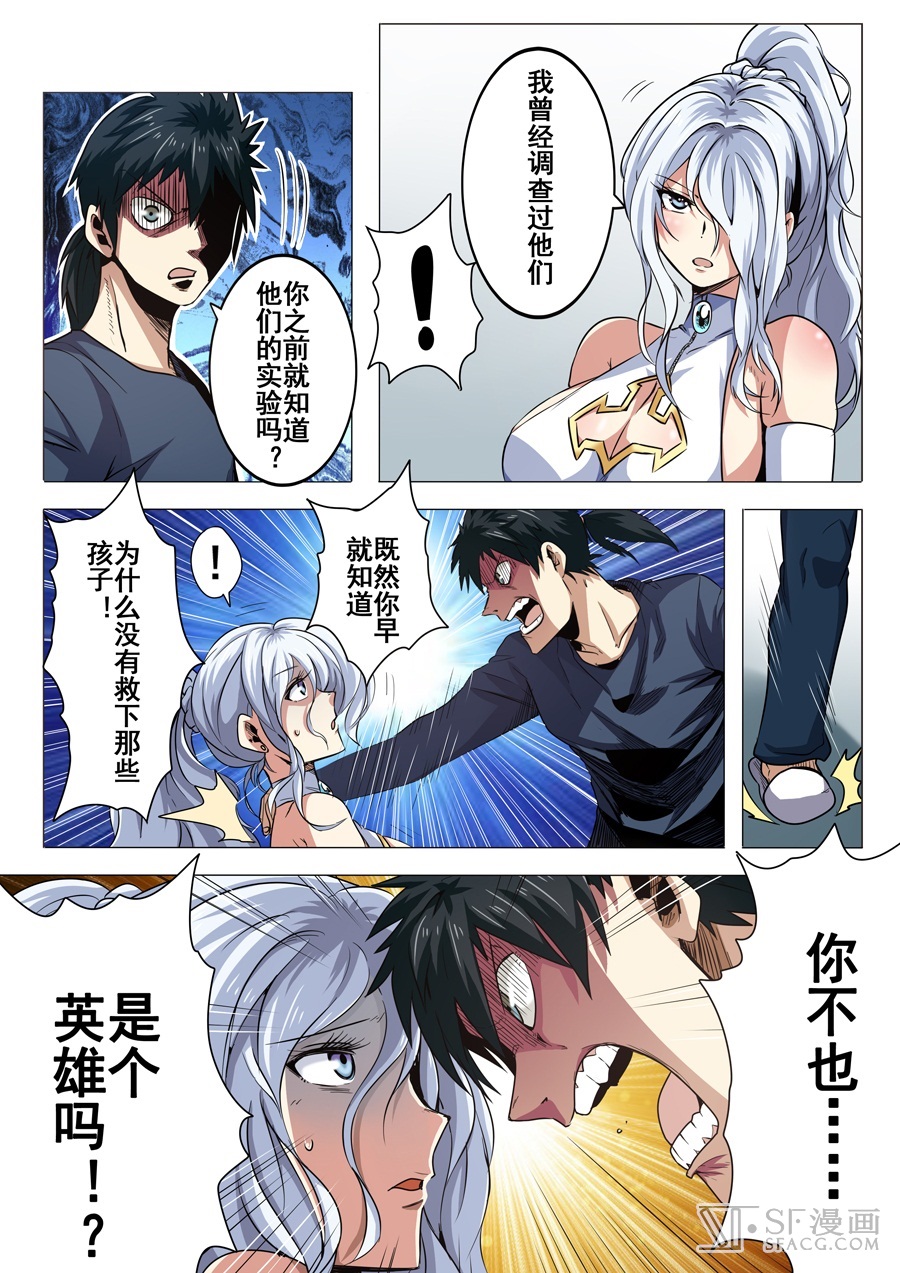 我曾经调查过他们
！
你之前就知道
他们的实验吗？
既然你早
就知道
！
为什么没有救下那些
孩子！
你不也……
是个
英雄吗！？
SF漫画
SFACG.COM